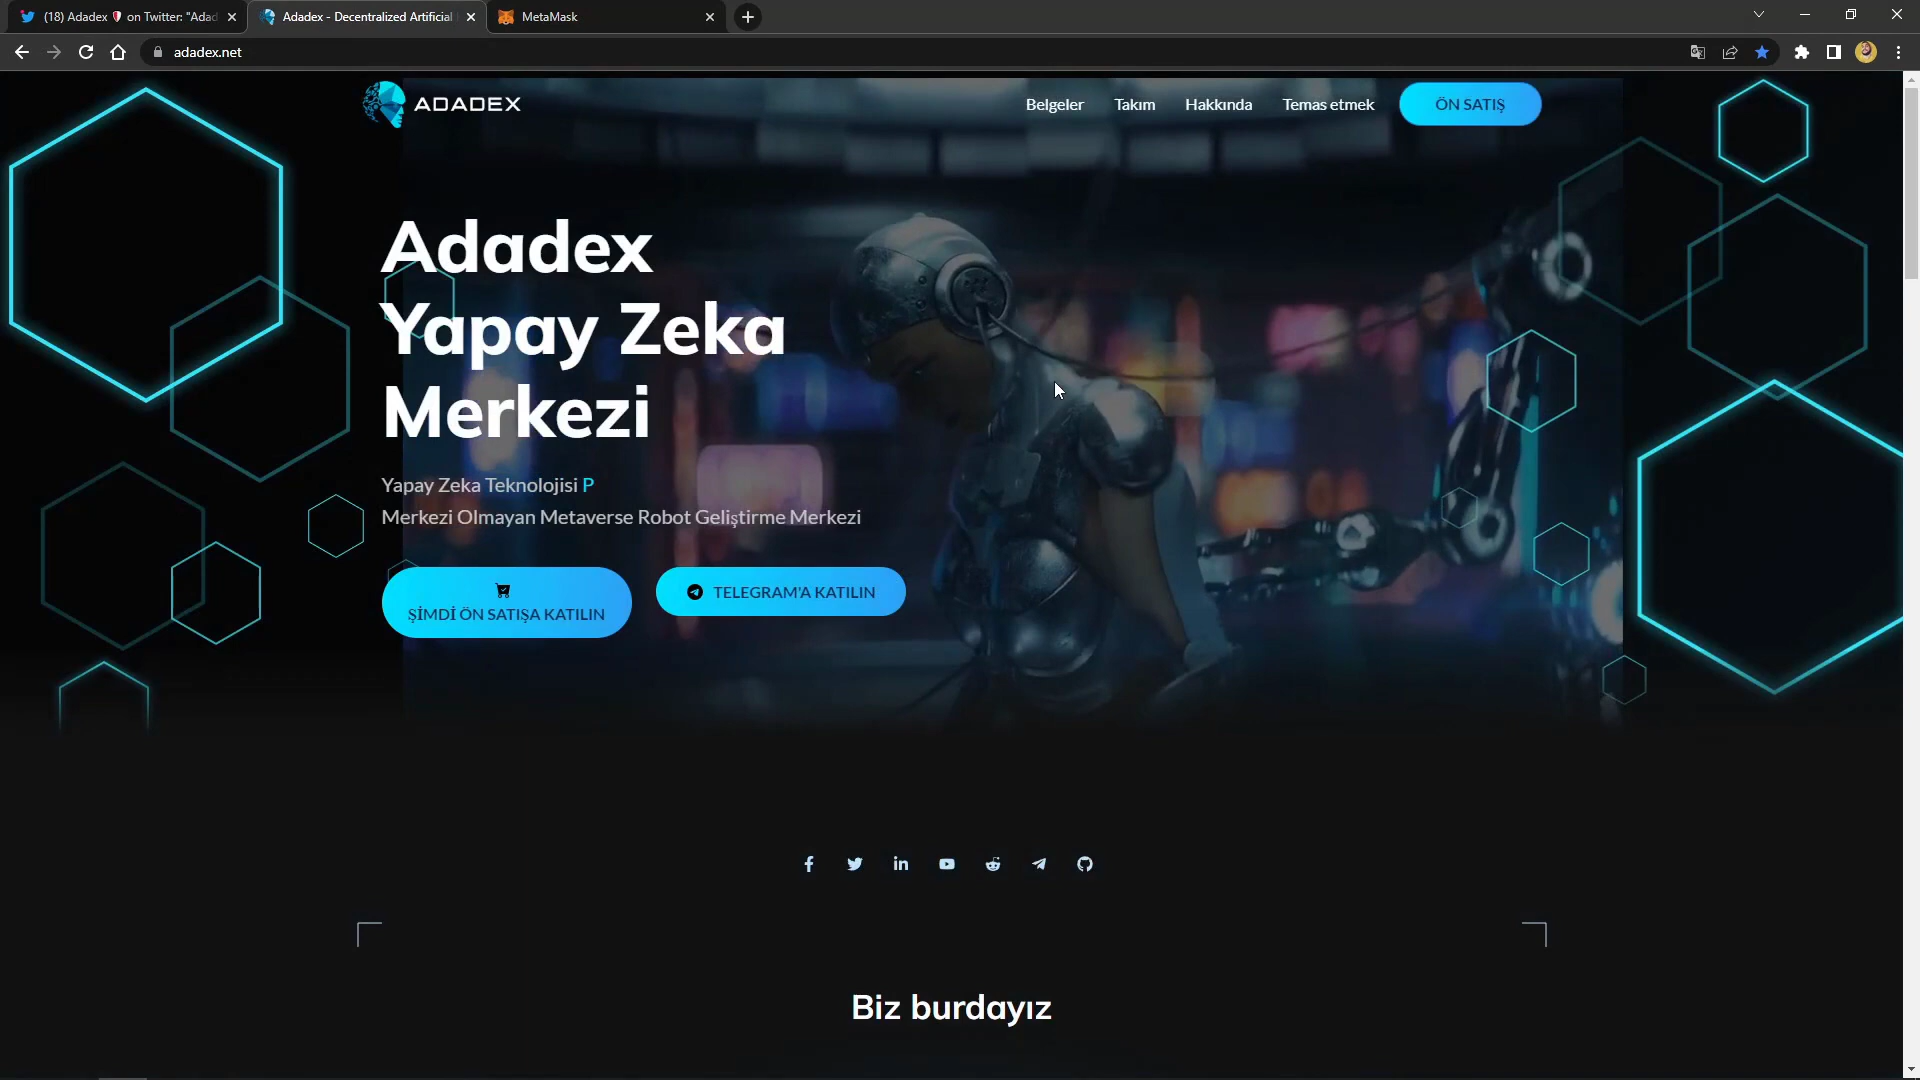 (18) Adadex on Twitter: "Adad
Adadex - Decentralized Artificial
MetaMask
adadex.net
ADADEX
Belgeler
Takım
Hakkında
Temas etmek
ÖN SATIŞ
Adadex
Yapay Zeka
Merkezi
Yapay Zeka Teknolojisi P
Merkezi Olmayan Metaverse Robot Geliştirme Merkezi
ŞİMDİ ÖN SATIŞA KATILIN
TELEGRAM'A KATILIN
Biz burdayız